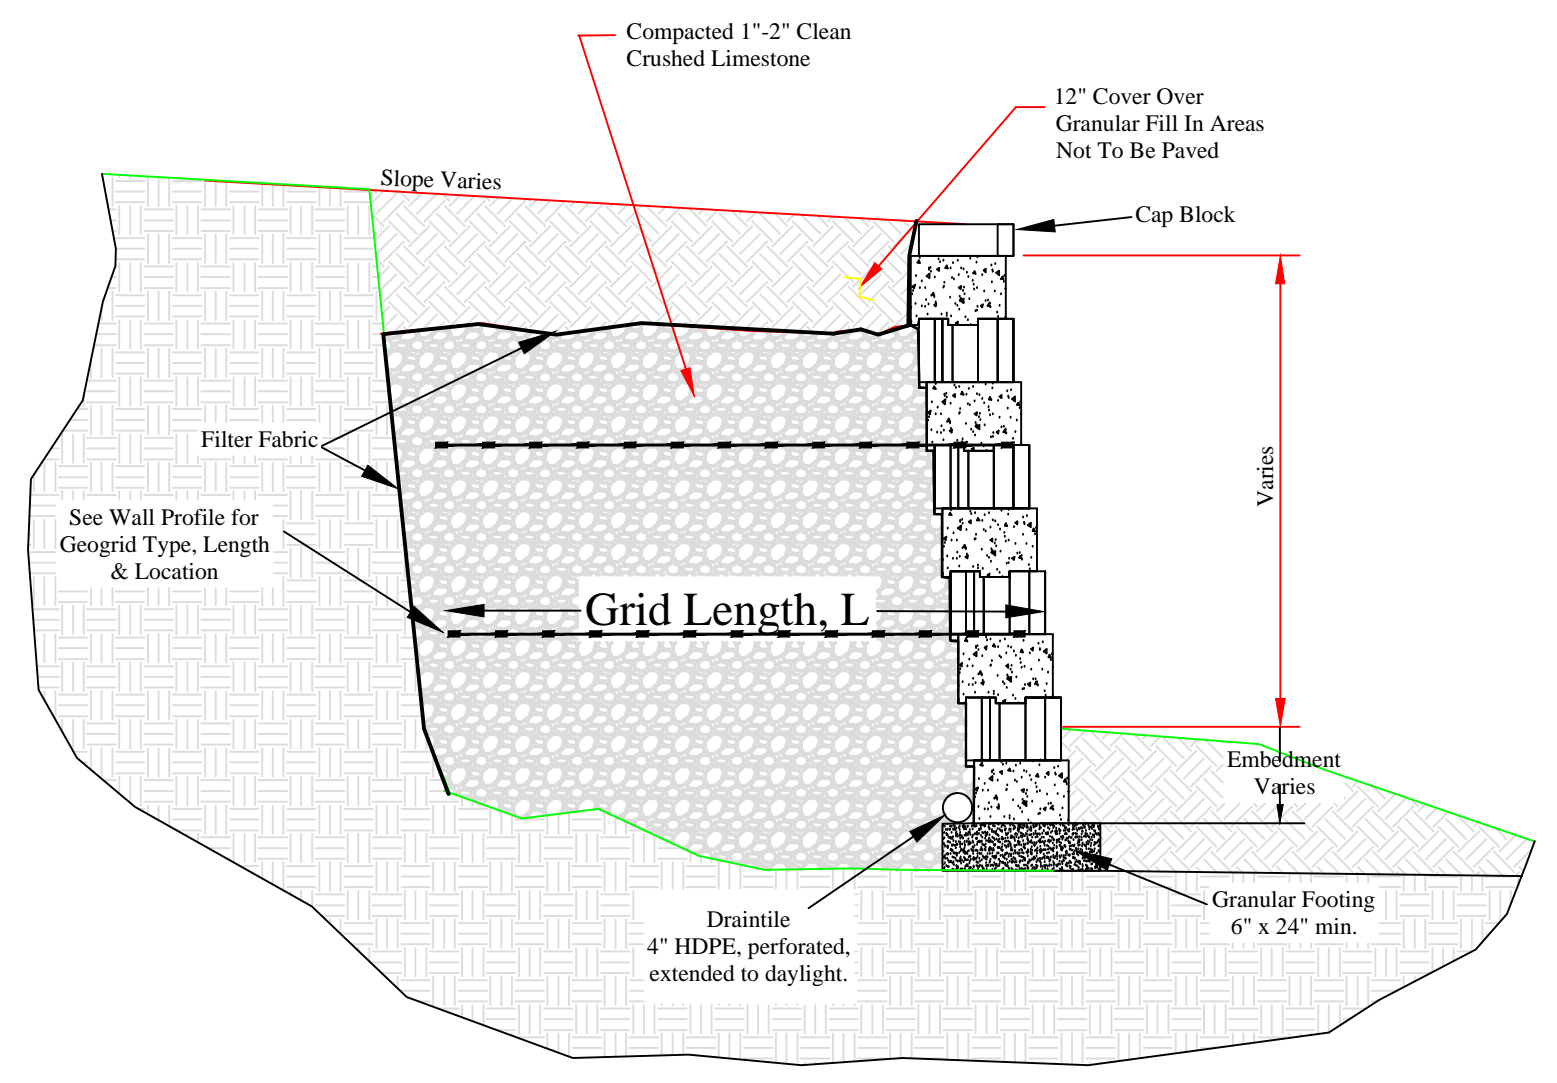 Compacted 1"-2" Clean
Crushed Limestone
12" Cover Over
Granular Fill In Areas
Not To Be Paved
Slope Varies
Cap Block
Filter Fabric
Varies
See Wall Profile for
Geogrid Type, Length
& Location
Grid Length, L
Embedment
Varies
Granular Footing
6" x 24" min.
Draintile
4" HDPE, perforated,
extended to daylight.